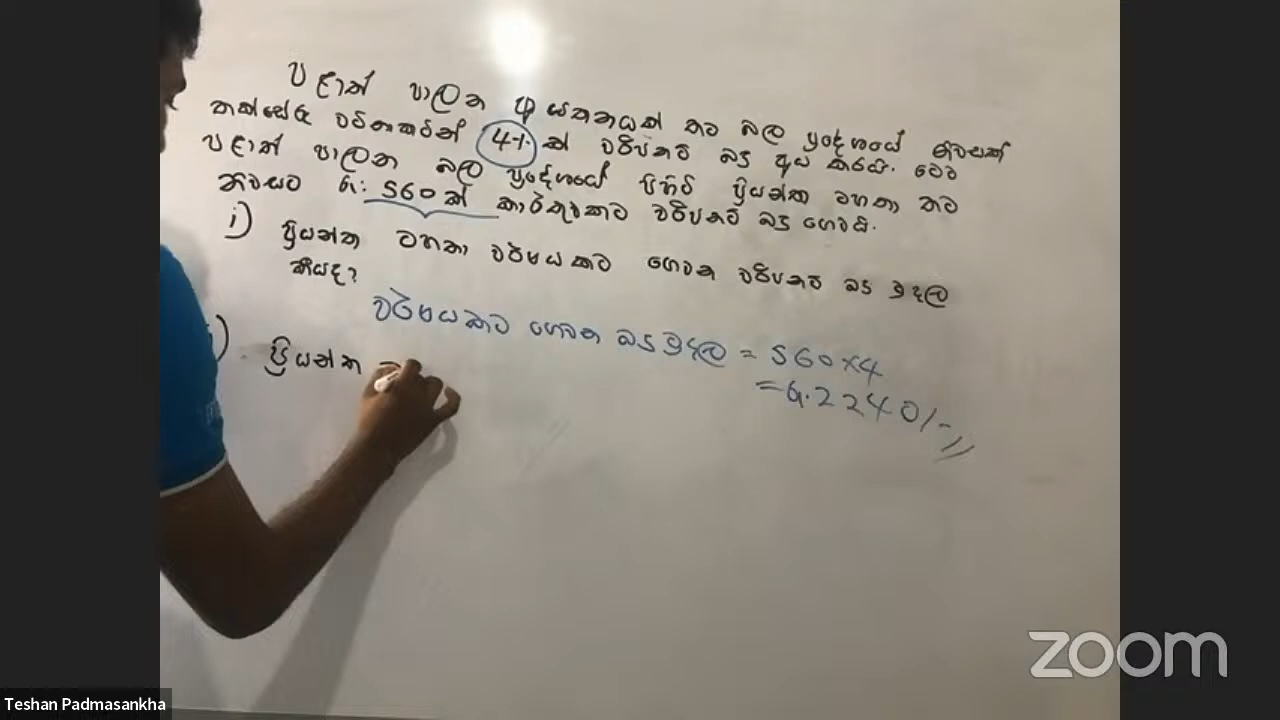 පළාත් පාලන ආයතනයක් තම බල ප්‍රදේශයේ නිවසක්
තක්සේරු වටිනාකමින් 4% ක් වරිපනම් බදු අය කරයි. මෙම
පළාත් පාලන බල ප්‍රදේශයේ පිහිටි ප්‍රියන්ත මහතා තම
නිවසට රු: 560 ක් කාර්තුවකට වරිපනම් බදු ගෙවයි.
i) ප්‍රියන්ත මහතා වර්ෂයකට ගෙවන වරිපනම් බදු මුදල
කීයද?
වර්ෂයකට ගෙවන බදු මුදල = 560×4
= රු. 2240/-//
) ප්‍රියන්ත
zoom
Teshan Padmasankha